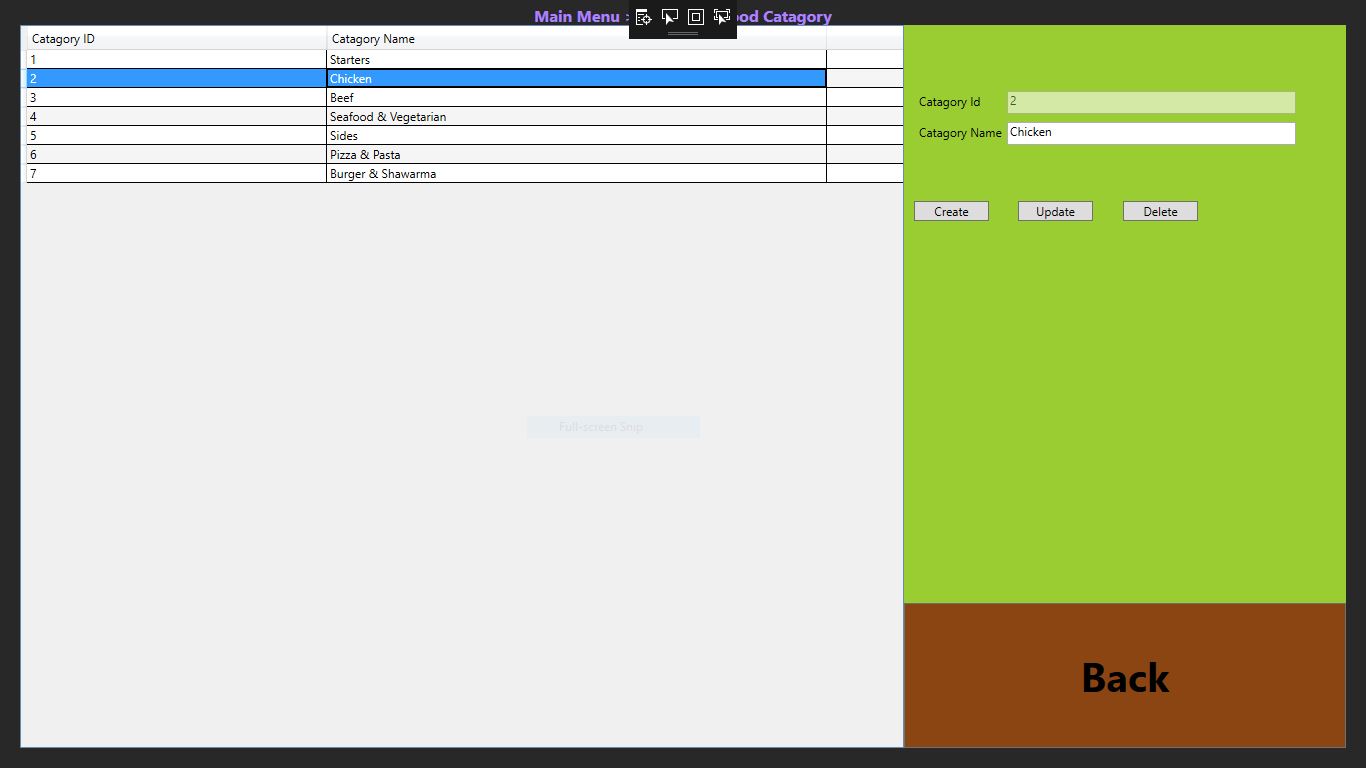 Main Menu > ood Catagory
Catagory ID Catagory Name
1 Starters
2 Chicken
3 Beef
4 Seafood & Vegetarian
5 Sides
6 Pizza & Pasta
7 Burger & Shawarma
Catagory Id 2
Catagory Name Chicken
Create Update Delete
Full-screen Snip
Back